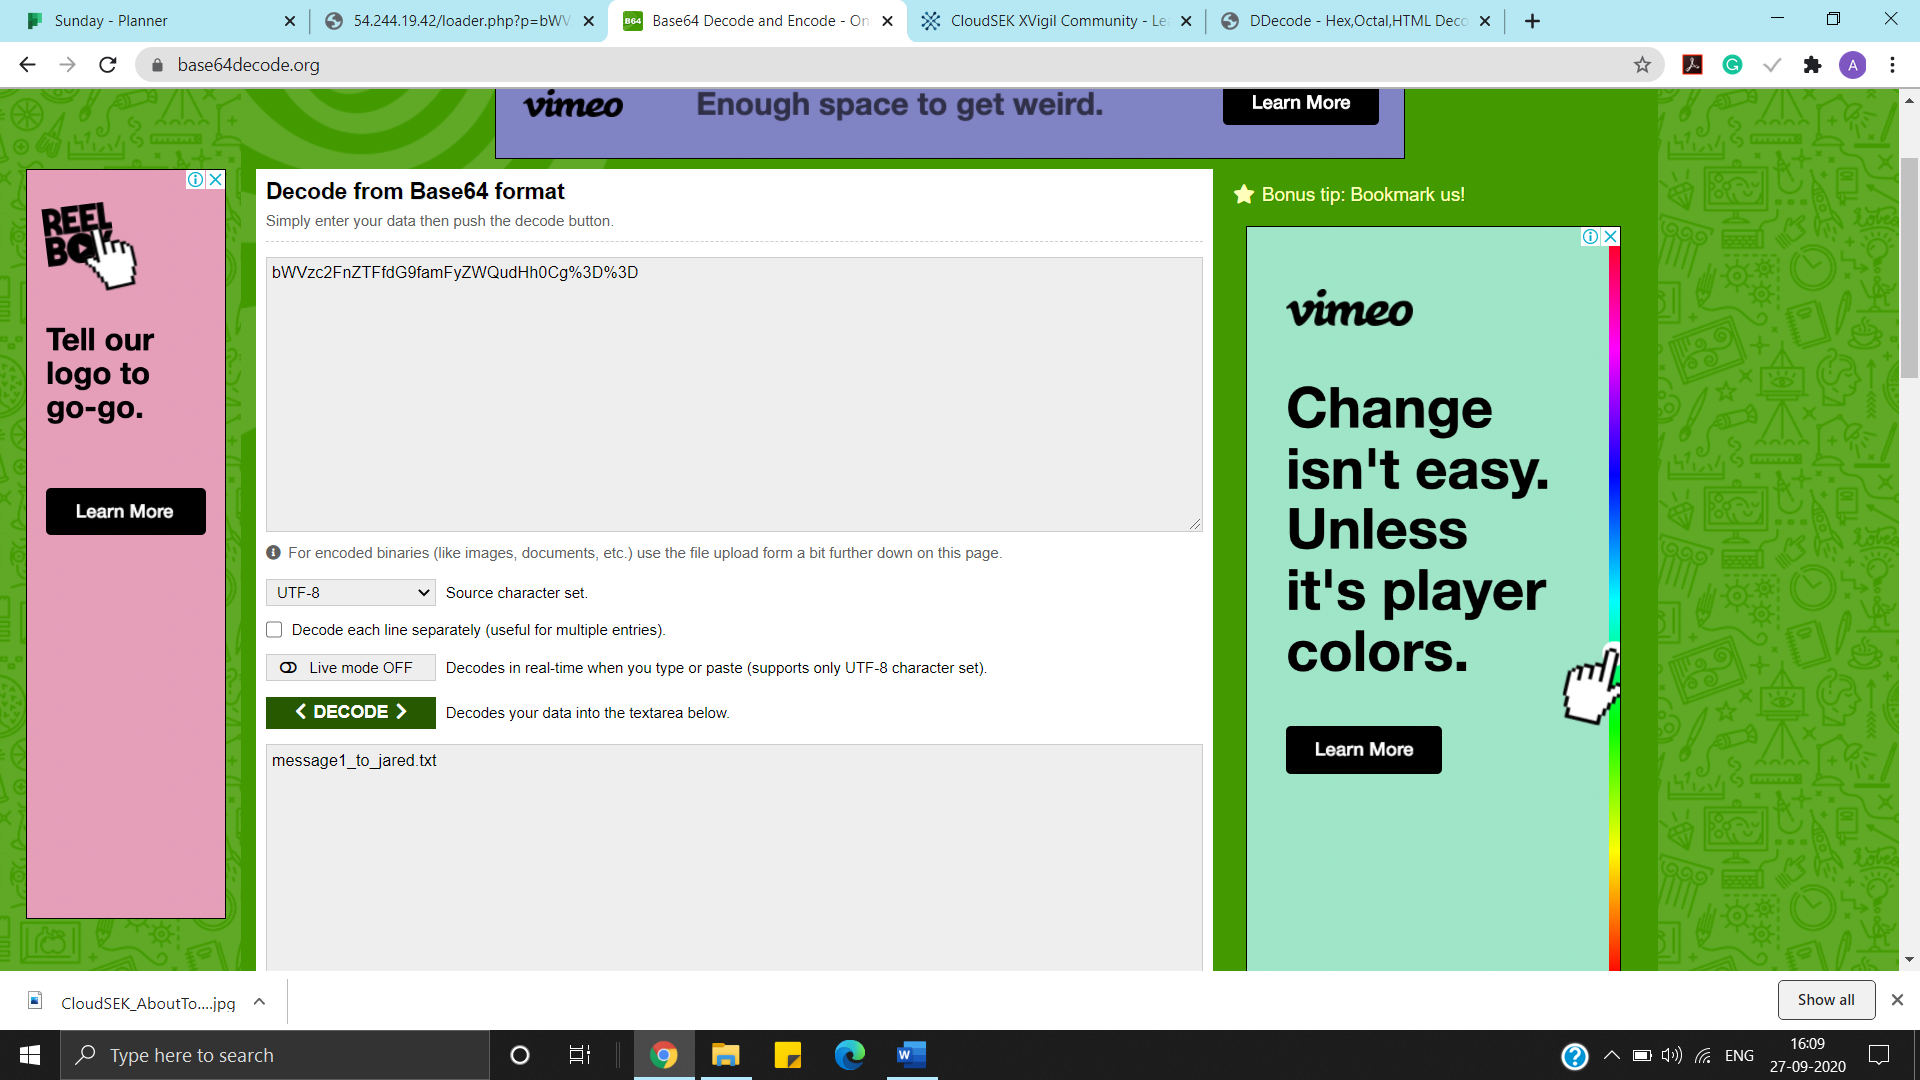 Sunday - Planner
54.244.19.42/loader.php?p=bWV
B64
Base64 Decode and Encode - On
CloudSEK XVigil Community - Le
DDecode - Hex,Octal,HTML Deco
base64decode.org
A
vimeo
Enough space to get weird.
Learn More
REEL
BOX
Tell our
logo to
go-go.
Learn More
Decode from Base64 format
Simply enter your data then push the decode button.
bWVzc2FnZTFfdG9famFyZWQudHh0Cg%3D%3D
For encoded binaries (like images, documents, etc.) use the file upload form a bit further down on this page.
UTF-8
Source character set.
Decode each line separately (useful for multiple entries).
Live mode OFF
Decodes in real-time when you type or paste (supports only UTF-8 character set).
< DECODE >
Decodes your data into the textarea below.
message1_to_jared.txt
Bonus tip: Bookmark us!
vimeo
Change
isn't easy.
Unless
it's player
colors.
Learn More
CloudSEK_AboutTo....jpg
Show all
Type here to search
ENG
16:09
27-09-2020